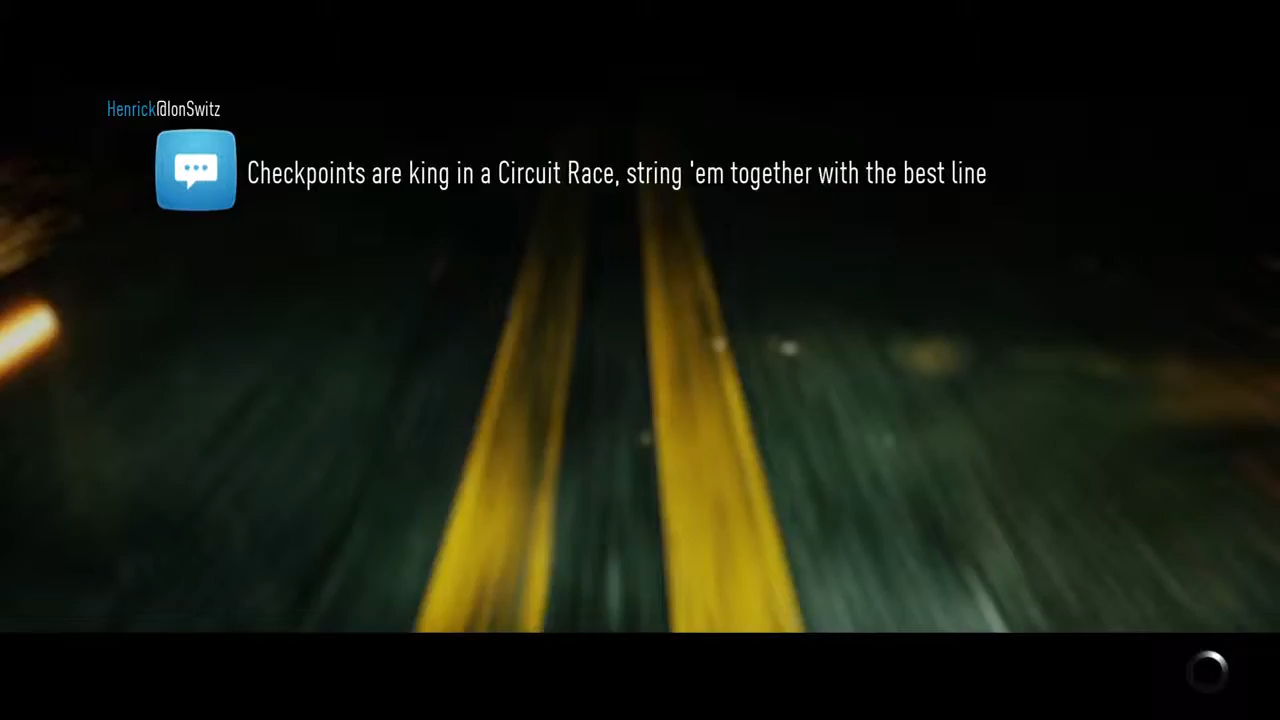 Henrick@IonSwitz
Checkpoints are king in a Circuit Race, string 'em together with the best line